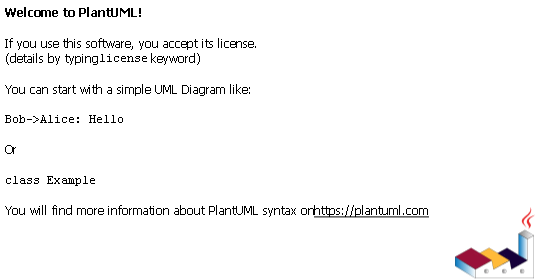 Welcome to PlantUML!
If you use this software, you accept its license.
(details by typing license keyword)
You can start with a simple UML Diagram like:
Bob->Alice: Hello
Or
class Example
You will find more information about PlantUML syntax on https://plantuml.com